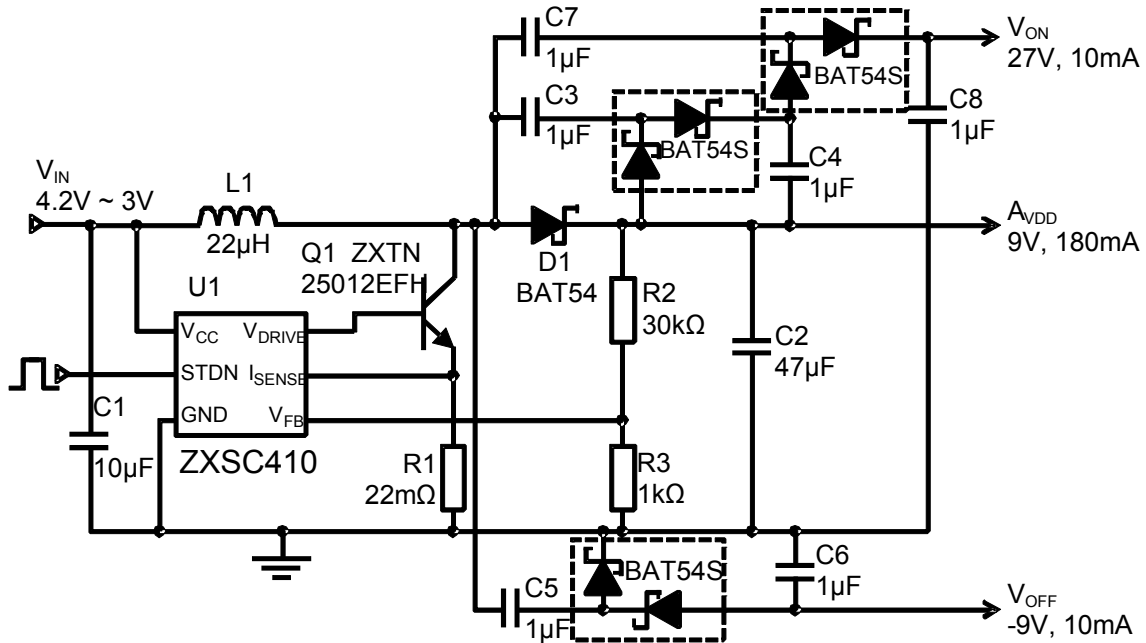 C7
1µF
BAT54S
V_ON
27V, 10mA
C3
1µF
BAT54S
C8
1µF
C4
1µF
V_IN
4.2V ~ 3V
L1
22µH
A_VDD
9V, 180mA
Q1 ZXTN
25012EFH
D1
BAT54
R2
30kΩ
C2
47µF
U1
V_CC
V_DRIVE
STDN
I_SENSE
GND
V_FB
ZXSC410
C1
10µF
R1
22mΩ
R3
1kΩ
BAT54S
C5
1µF
C6
1µF
V_OFF
-9V, 10mA